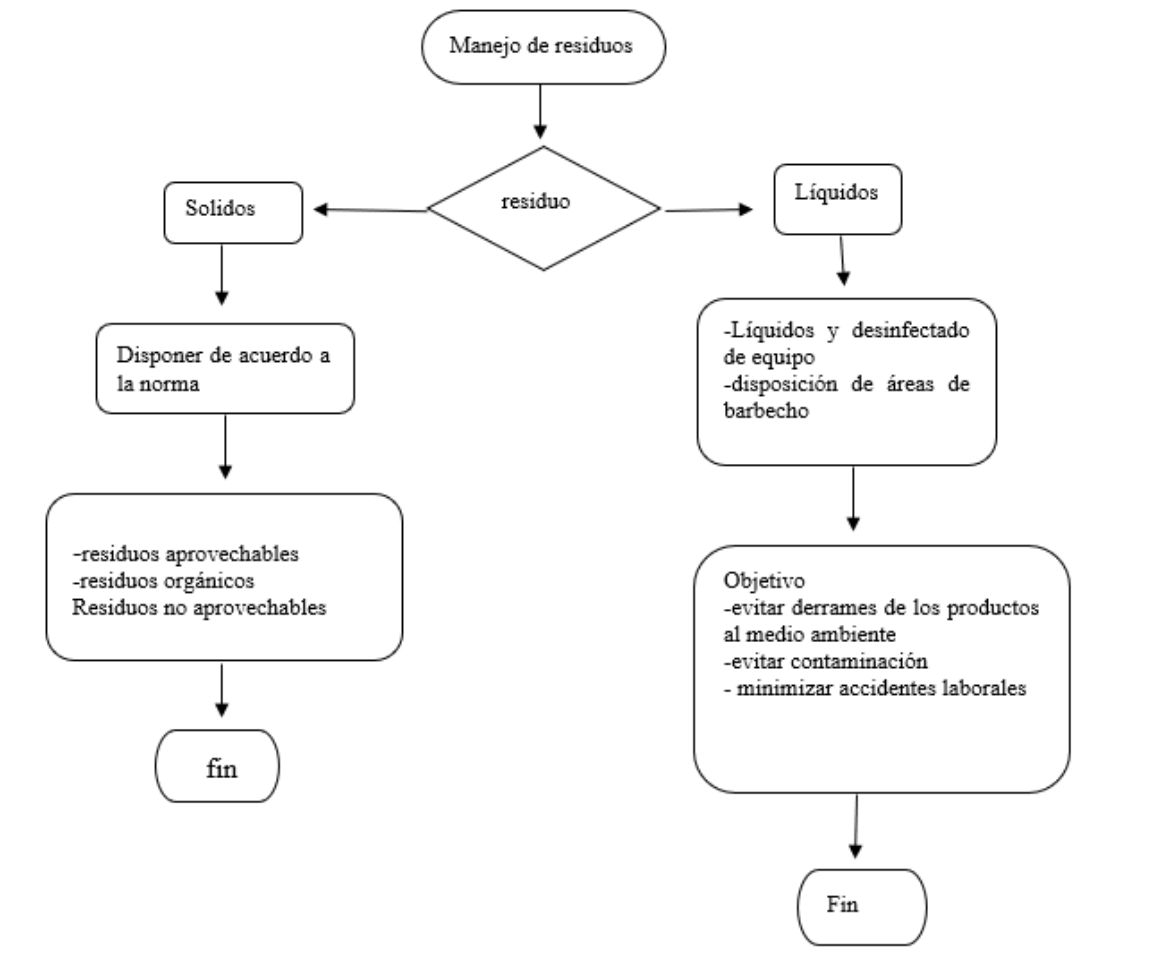 Manejo de residuos
residuo
Solidos
Líquidos
Disponer de acuerdo a
la norma
-Líquidos y desinfectado
de equipo
-disposición de áreas de
barbecho
-residuos aprovechables
-residuos orgánicos
Residuos no aprovechables
Objetivo
-evitar derrames de los productos
al medio ambiente
-evitar contaminación
- minimizar accidentes laborales
fin
Fin